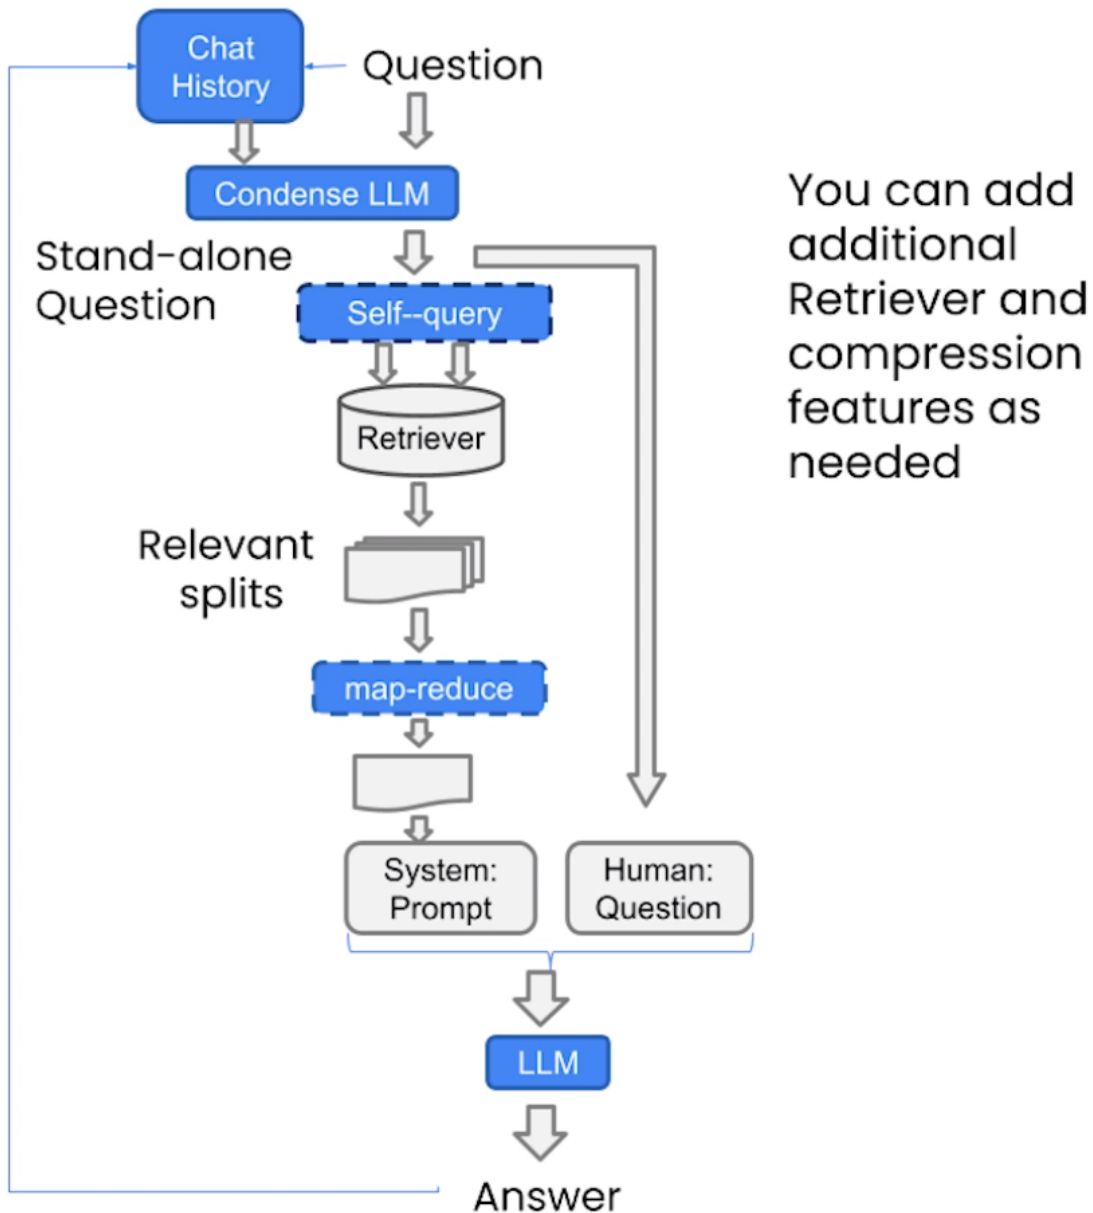 Chat
History
Question
Condense LLM
Stand-alone
Question
Self--query
Retriever
Relevant
splits
map-reduce
System:
Prompt
Human:
Question
LLM
Answer
You can add
additional
Retriever and
compression
features as
needed